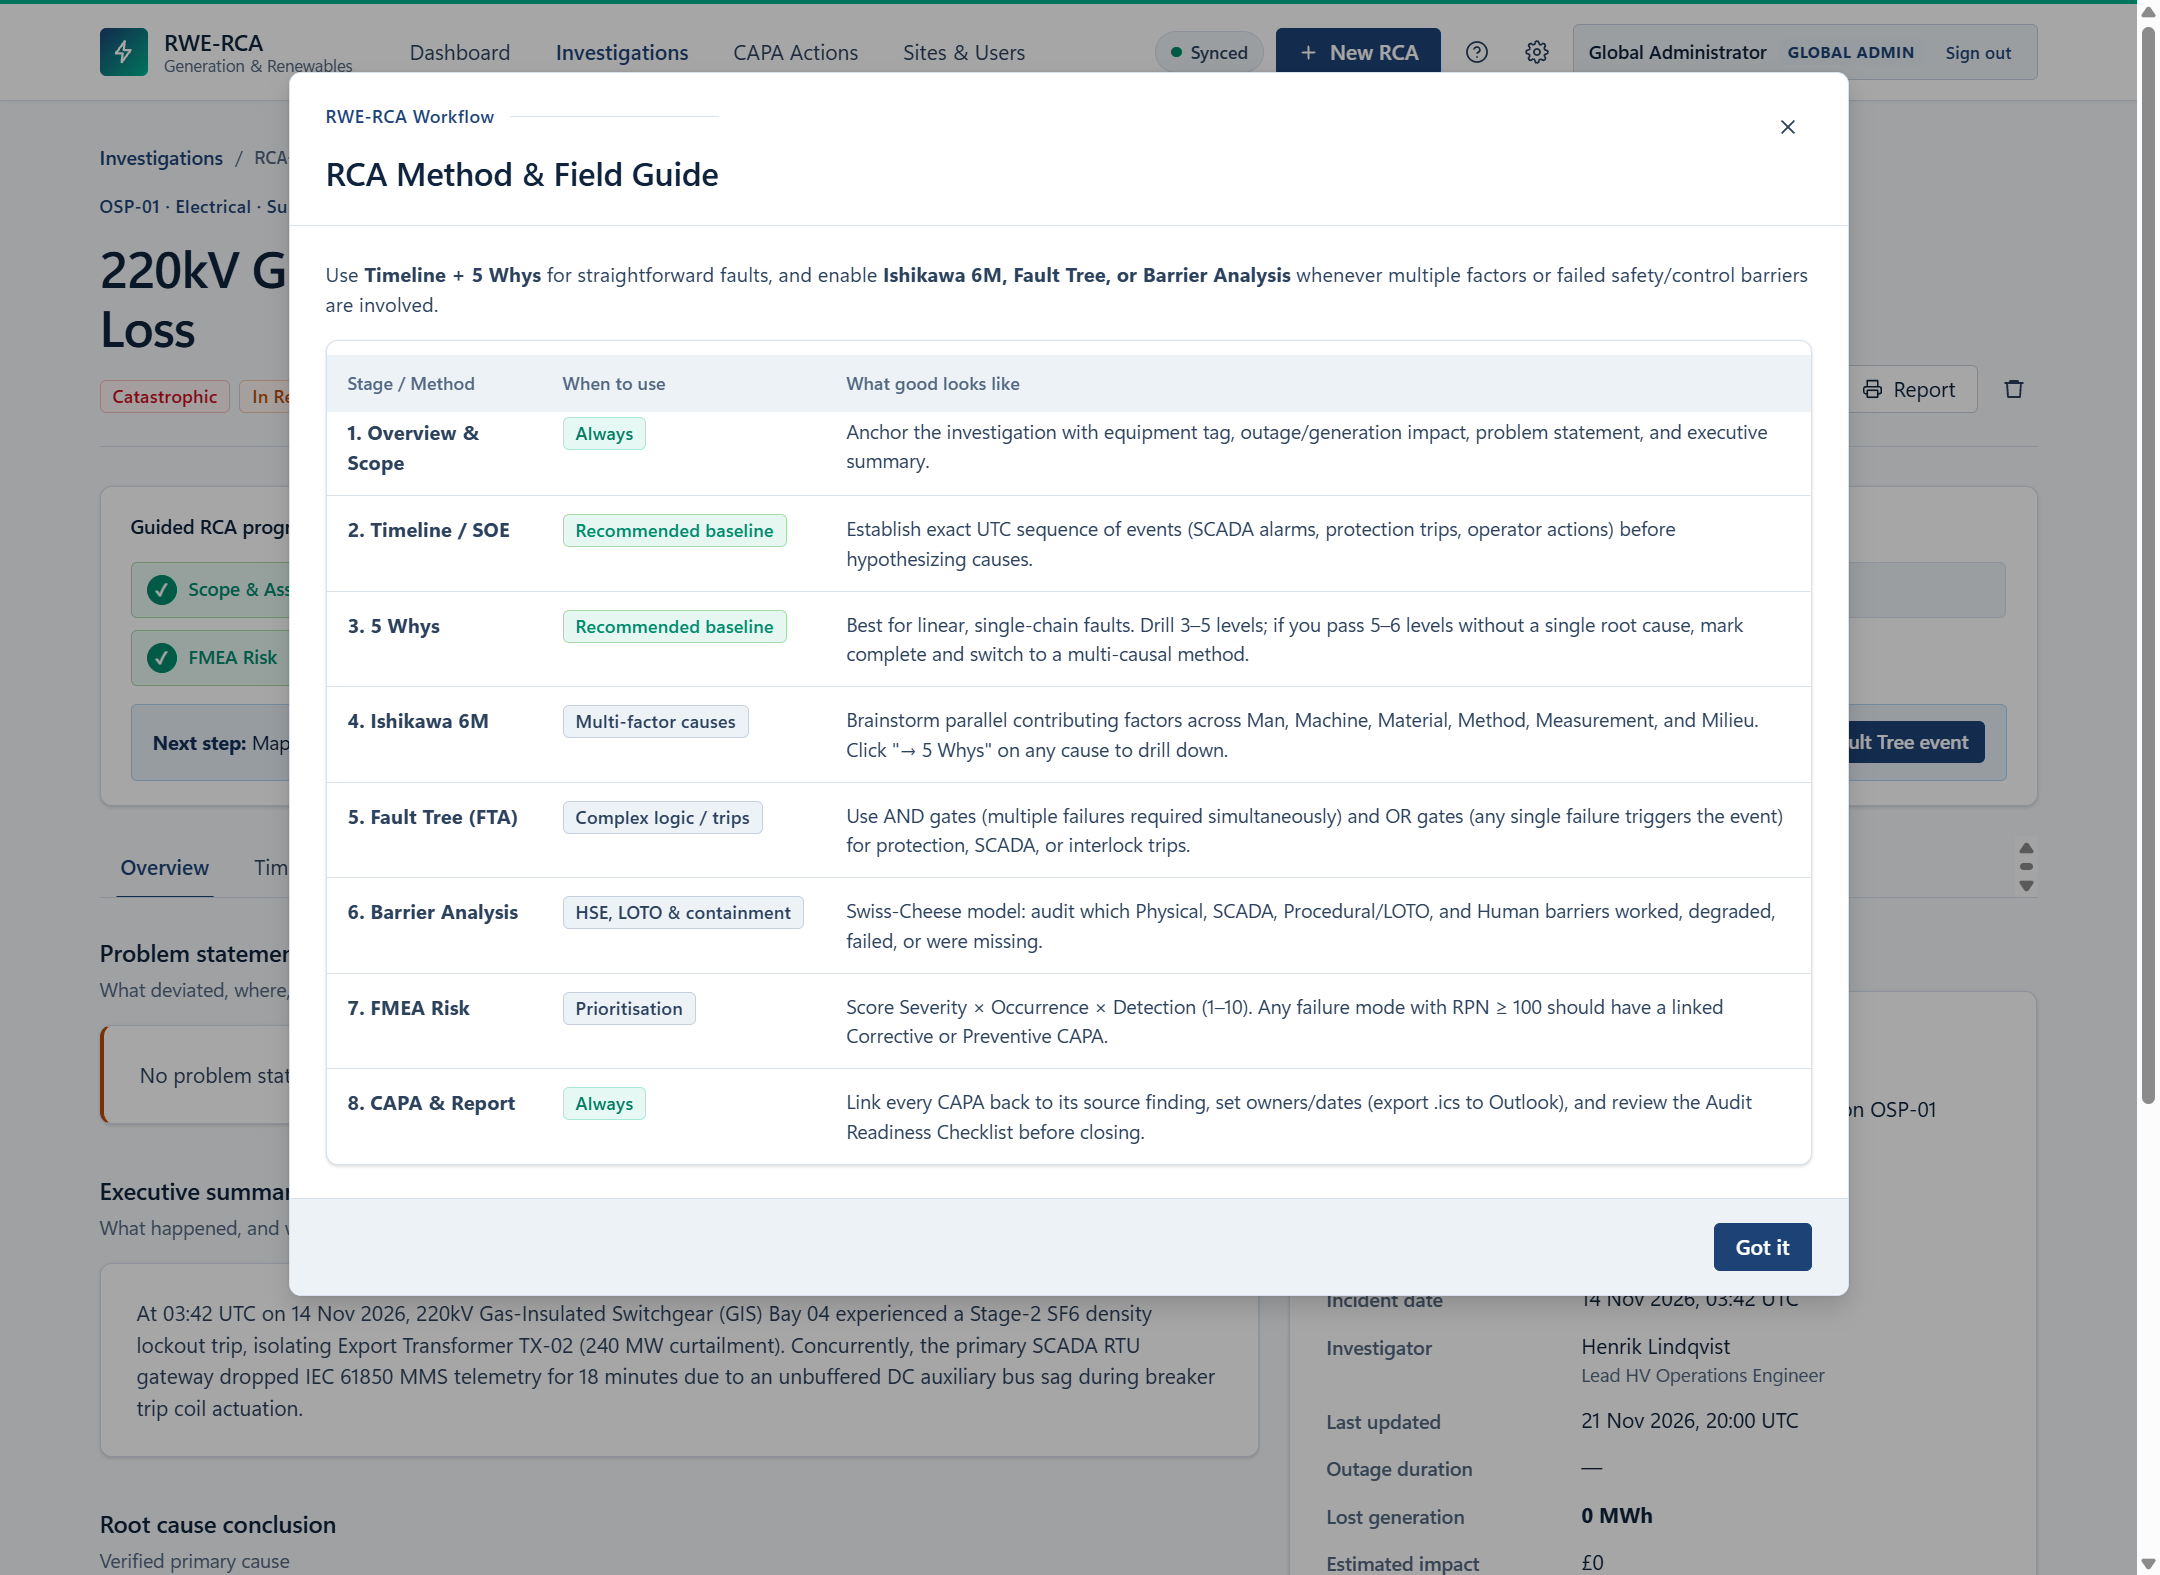 RWE-RCA
Generation & Renewables
Dashboard
Investigations
CAPA Actions
Sites & Users
Synced
+ New RCA
Global Administrator
GLOBAL ADMIN
Sign out
Investigations / RCA
OSP-01 · Electrical · Su
220kV G
Loss
Catastrophic
In Re
Report
Guided RCA progr
Scope & Ass
FMEA Risk
Next step: Map
ult Tree event
Overview
Tim
Problem statemen
What deviated, where,
No problem stat
on OSP-01
Executive summar
What happened, and w
RWE-RCA Workflow
RCA Method & Field Guide
Use Timeline + 5 Whys for straightforward faults, and enable Ishikawa 6M, Fault Tree, or Barrier Analysis whenever multiple factors or failed safety/control barriers
are involved.
Stage / Method
When to use
What good looks like
1. Overview &
Scope
Always
Anchor the investigation with equipment tag, outage/generation impact, problem statement, and executive
summary.
2. Timeline / SOE
Recommended baseline
Establish exact UTC sequence of events (SCADA alarms, protection trips, operator actions) before
hypothesizing causes.
3. 5 Whys
Recommended baseline
Best for linear, single-chain faults. Drill 3–5 levels; if you pass 5–6 levels without a single root cause, mark
complete and switch to a multi-causal method.
4. Ishikawa 6M
Multi-factor causes
Brainstorm parallel contributing factors across Man, Machine, Material, Method, Measurement, and Milieu.
Click "→ 5 Whys" on any cause to drill down.
5. Fault Tree (FTA)
Complex logic / trips
Use AND gates (multiple failures required simultaneously) and OR gates (any single failure triggers the event)
for protection, SCADA, or interlock trips.
6. Barrier Analysis
HSE, LOTO & containment
Swiss-Cheese model: audit which Physical, SCADA, Procedural/LOTO, and Human barriers worked, degraded,
failed, or were missing.
7. FMEA Risk
Prioritisation
Score Severity × Occurrence × Detection (1–10). Any failure mode with RPN ≥ 100 should have a linked
Corrective or Preventive CAPA.
8. CAPA & Report
Always
Link every CAPA back to its source finding, set owners/dates (export .ics to Outlook), and review the Audit
Readiness Checklist before closing.
Got it
At 03:42 UTC on 14 Nov 2026, 220kV Gas-Insulated Switchgear (GIS) Bay 04 experienced a Stage-2 SF6 density
lockout trip, isolating Export Transformer TX-02 (240 MW curtailment). Concurrently, the primary SCADA RTU
gateway dropped IEC 61850 MMS telemetry for 18 minutes due to an unbuffered DC auxiliary bus sag during breaker
trip coil actuation.
Root cause conclusion
Verified primary cause
Incident date
14 Nov 2026, 03:42 UTC
Investigator
Henrik Lindqvist
Lead HV Operations Engineer
Last updated
21 Nov 2026, 20:00 UTC
Outage duration
—
Lost generation
0 MWh
Estimated impact
£0